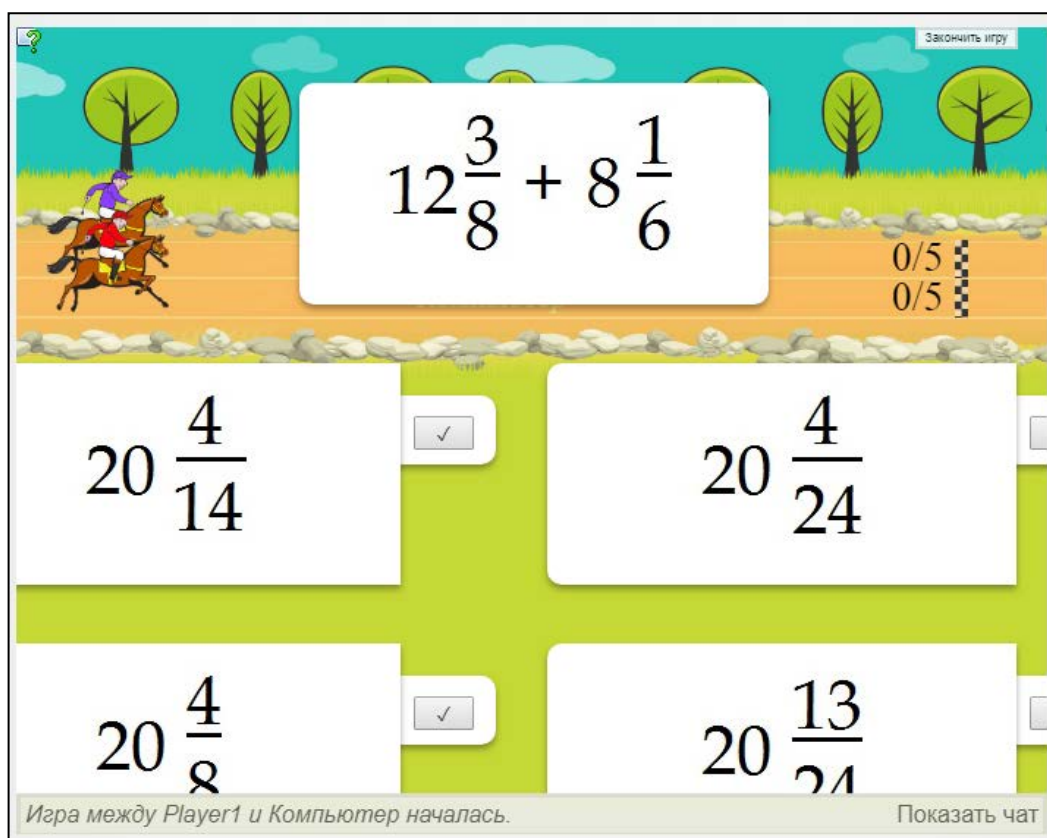 Закончить игру
12 3/8 + 8 1/6
0/5
0/5
20 4/14
✓
20 4/24
20 4/8
✓
20 13/24
Игра между Player1 и Компьютер началась.
Показать чат